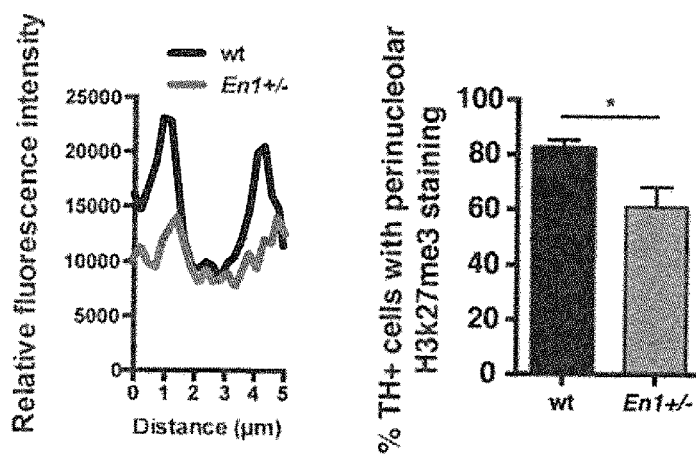 Relative fluorescence intensity
wt
En1+/-
25000
20000
15000
10000
5000
0
0 1 2 3 4 5
Distance (µm)
% TH+ cells with perinucleolar
H3k27me3 staining
100
80
60
40
20
0
*
wt En1+/-